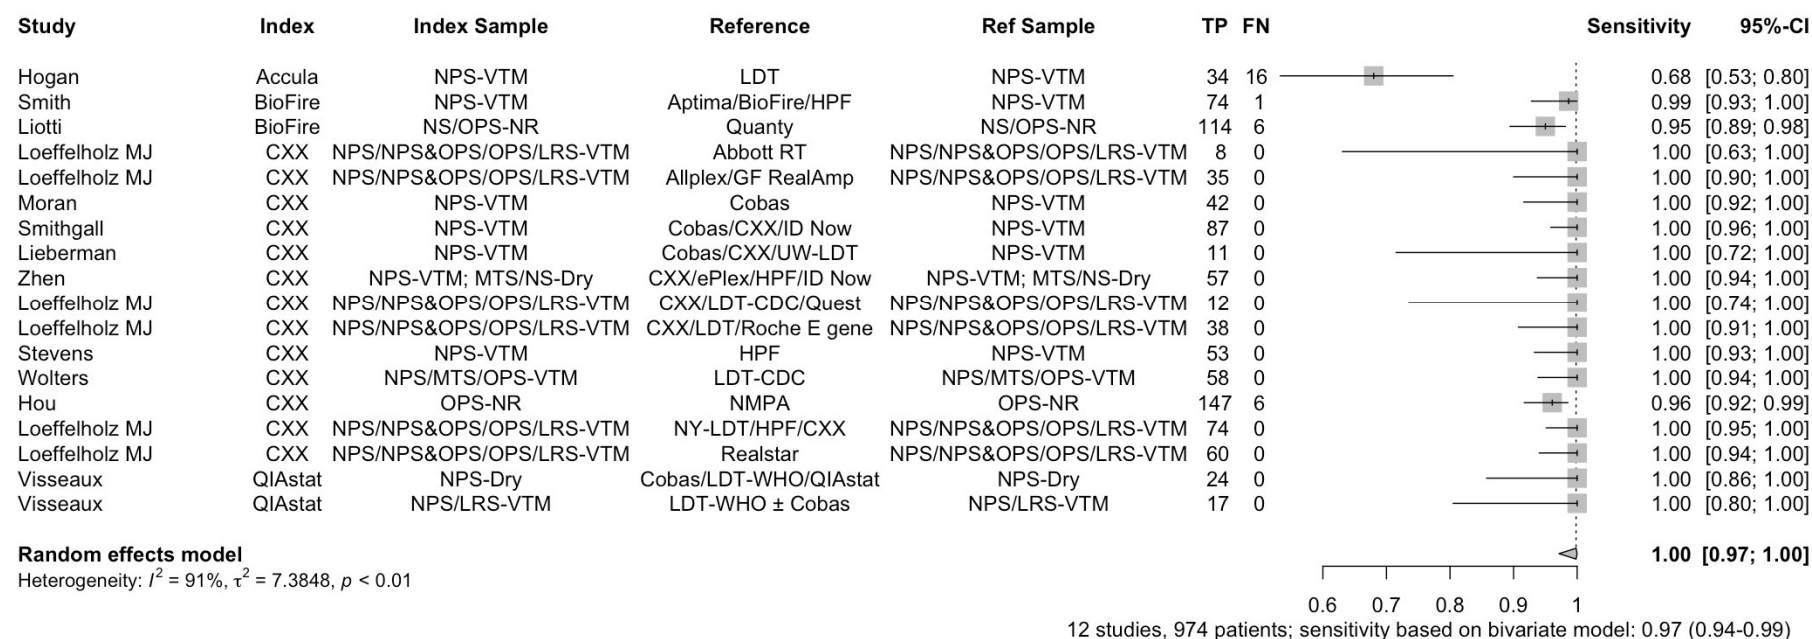 Study Index Index Sample Reference Ref Sample TP FN Sensitivity 95%-CI
Hogan Accula NPS-VTM LDT NPS-VTM 34 16 0.68 [0.53; 0.80]
Smith BioFire NPS-VTM Aptima/BioFire/HPF NPS-VTM 74 1 0.99 [0.93; 1.00]
Liotti BioFire NS/OPS-NR Quanty NS/OPS-NR 114 6 0.95 [0.89; 0.98]
Loeffelholz MJ CXX NPS/NPS&OPS/OPS/LRS-VTM Abbott RT NPS/NPS&OPS/OPS/LRS-VTM 8 0 1.00 [0.63; 1.00]
Loeffelholz MJ CXX NPS/NPS&OPS/OPS/LRS-VTM Allplex/GF RealAmp NPS/NPS&OPS/OPS/LRS-VTM 35 0 1.00 [0.90; 1.00]
Moran CXX NPS-VTM Cobas NPS-VTM 42 0 1.00 [0.92; 1.00]
Smithgall CXX NPS-VTM Cobas/CXX/ID Now NPS-VTM 87 0 1.00 [0.96; 1.00]
Lieberman CXX NPS-VTM Cobas/CXX/UW-LDT NPS-VTM 11 0 1.00 [0.72; 1.00]
Zhen CXX NPS-VTM; MTS/NS-Dry CXX/ePlex/HPF/ID Now NPS-VTM; MTS/NS-Dry 57 0 1.00 [0.94; 1.00]
Loeffelholz MJ CXX NPS/NPS&OPS/OPS/LRS-VTM CXX/LDT-CDC/Quest NPS/NPS&OPS/OPS/LRS-VTM 12 0 1.00 [0.74; 1.00]
Loeffelholz MJ CXX NPS/NPS&OPS/OPS/LRS-VTM CXX/LDT/Roche E gene NPS/NPS&OPS/OPS/LRS-VTM 38 0 1.00 [0.91; 1.00]
Stevens CXX NPS-VTM HPF NPS-VTM 53 0 1.00 [0.93; 1.00]
Wolters CXX NPS/MTS/OPS-VTM LDT-CDC NPS/MTS/OPS-VTM 58 0 1.00 [0.94; 1.00]
Hou CXX OPS-NR NMPA OPS-NR 147 6 0.96 [0.92; 0.99]
Loeffelholz MJ CXX NPS/NPS&OPS/OPS/LRS-VTM NY-LDT/HPF/CXX NPS/NPS&OPS/OPS/LRS-VTM 74 0 1.00 [0.95; 1.00]
Loeffelholz MJ CXX NPS/NPS&OPS/OPS/LRS-VTM Realstar NPS/NPS&OPS/OPS/LRS-VTM 60 0 1.00 [0.94; 1.00]
Visseaux QIAstat NPS-Dry Cobas/LDT-WHO/QIAstat NPS-Dry 24 0 1.00 [0.86; 1.00]
Visseaux QIAstat NPS/LRS-VTM LDT-WHO ± Cobas NPS/LRS-VTM 17 0 1.00 [0.80; 1.00]
Random effects model 1.00 [0.97; 1.00]
Heterogeneity: I² = 91%, τ² = 7.3848, p < 0.01
0.6 0.7 0.8 0.9 1
12 studies, 974 patients; sensitivity based on bivariate model: 0.97 (0.94-0.99)